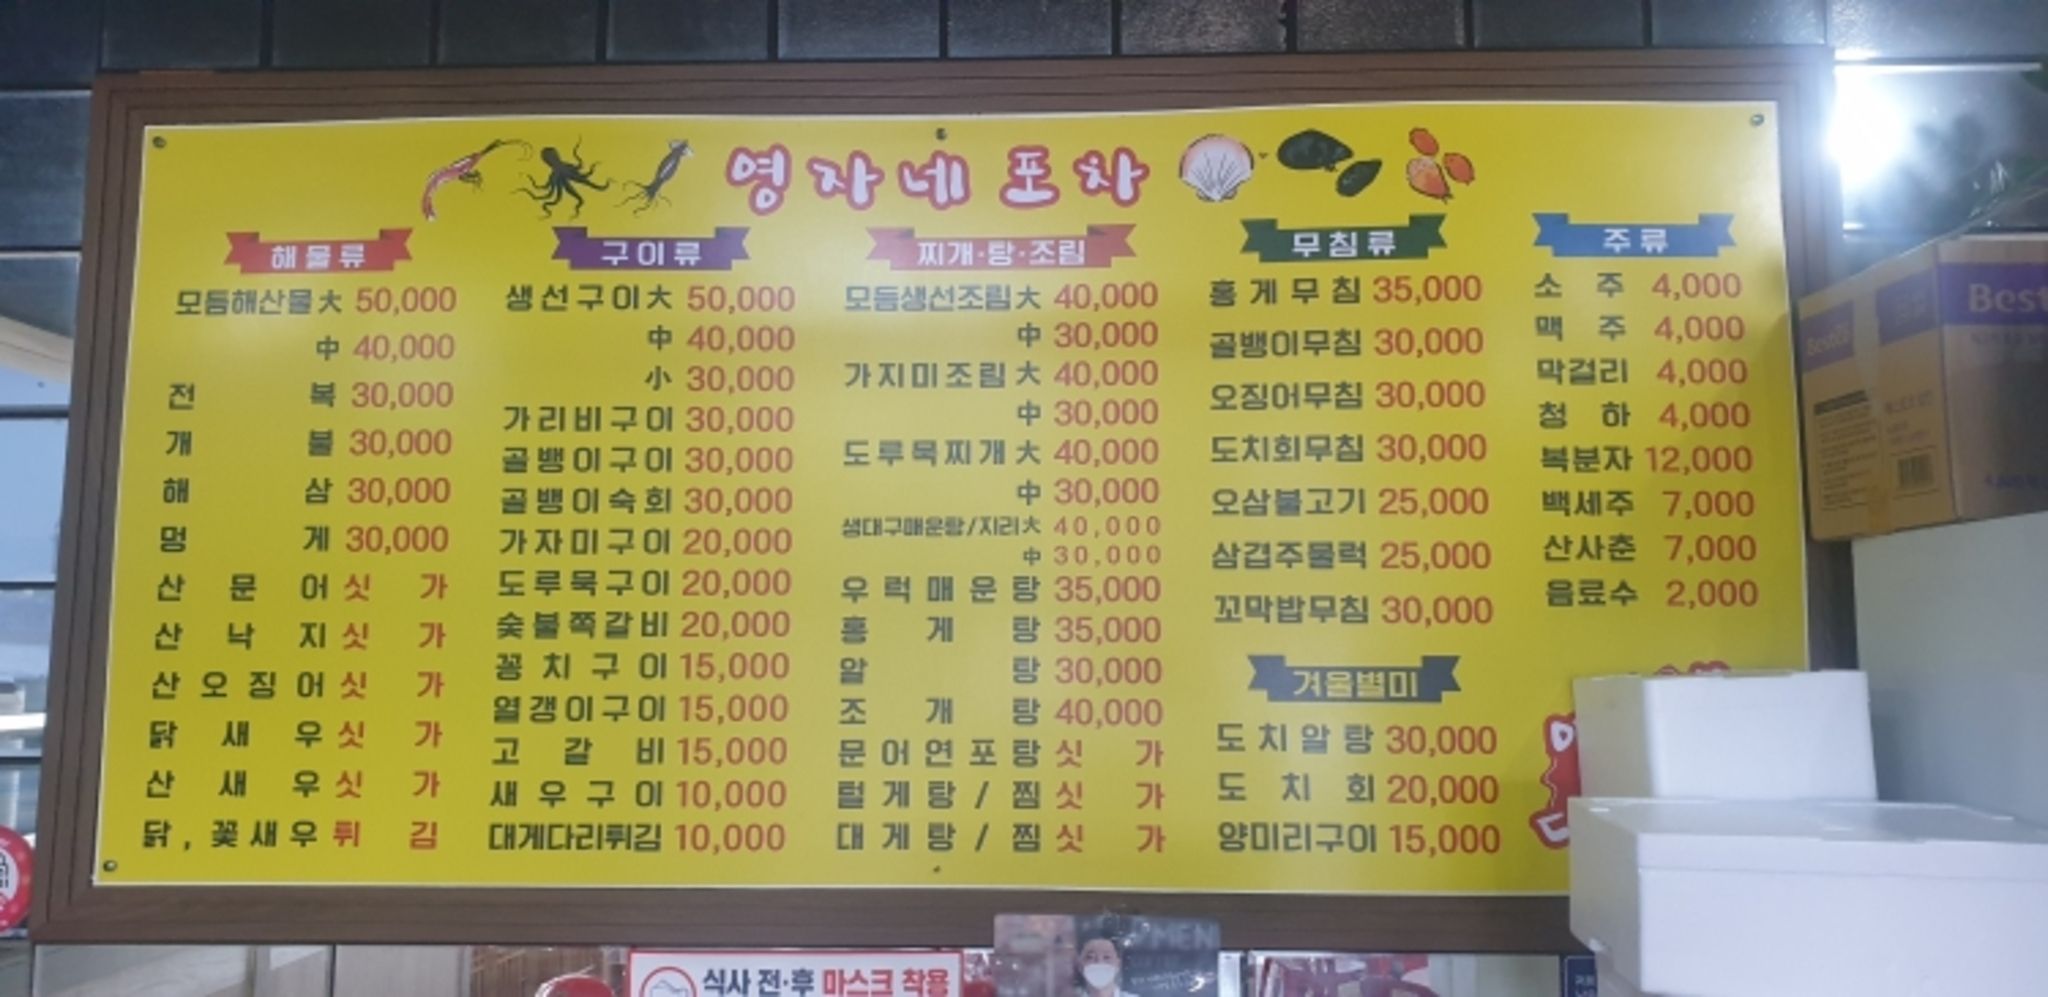 영자네 포차
해물류
모듬해산물 大 50,000
中 40,000
전복 30,000
개불 30,000
해삼 30,000
멍게 30,000
산문어 싯가
산낙지 싯가
산오징어 싯가
닭새우 싯가
산새우 싯가
닭,꽃새우 튀김
구이류
생선구이 大 50,000
中 40,000
小 30,000
가리비구이 30,000
골뱅이구이 30,000
골뱅이숙회 30,000
가자미구이 20,000
도루묵구이 20,000
숯불쪽갈비 20,000
꽁치구이 15,000
열갱이구이 15,000
고갈비 15,000
새우구이 10,000
대게다리튀김 10,000
찌개·탕·조림
모듬생선조림 大 40,000
中 30,000
가지미조림 大 40,000
中 30,000
도루묵찌개 大 40,000
中 30,000
생대구매운탕/지리 大 40,000
中 30,000
우럭매운탕 35,000
홍게탕 35,000
알탕 30,000
조개탕 40,000
문어연포탕 싯가
털게탕/찜 싯가
대게탕/찜 싯가
무침류
홍게무침 35,000
골뱅이무침 30,000
오징어무침 30,000
도치회무침 30,000
오삼불고기 25,000
삼겹주물럭 25,000
꼬막밥무침 30,000
겨울별미
도치알탕 30,000
도치회 20,000
양미리구이 15,000
주류
소주 4,000
맥주 4,000
막걸리 4,000
청하 4,000
복분자 12,000
백세주 7,000
산사춘 7,000
음료수 2,000
Best
식사 전·후 마스크 착용